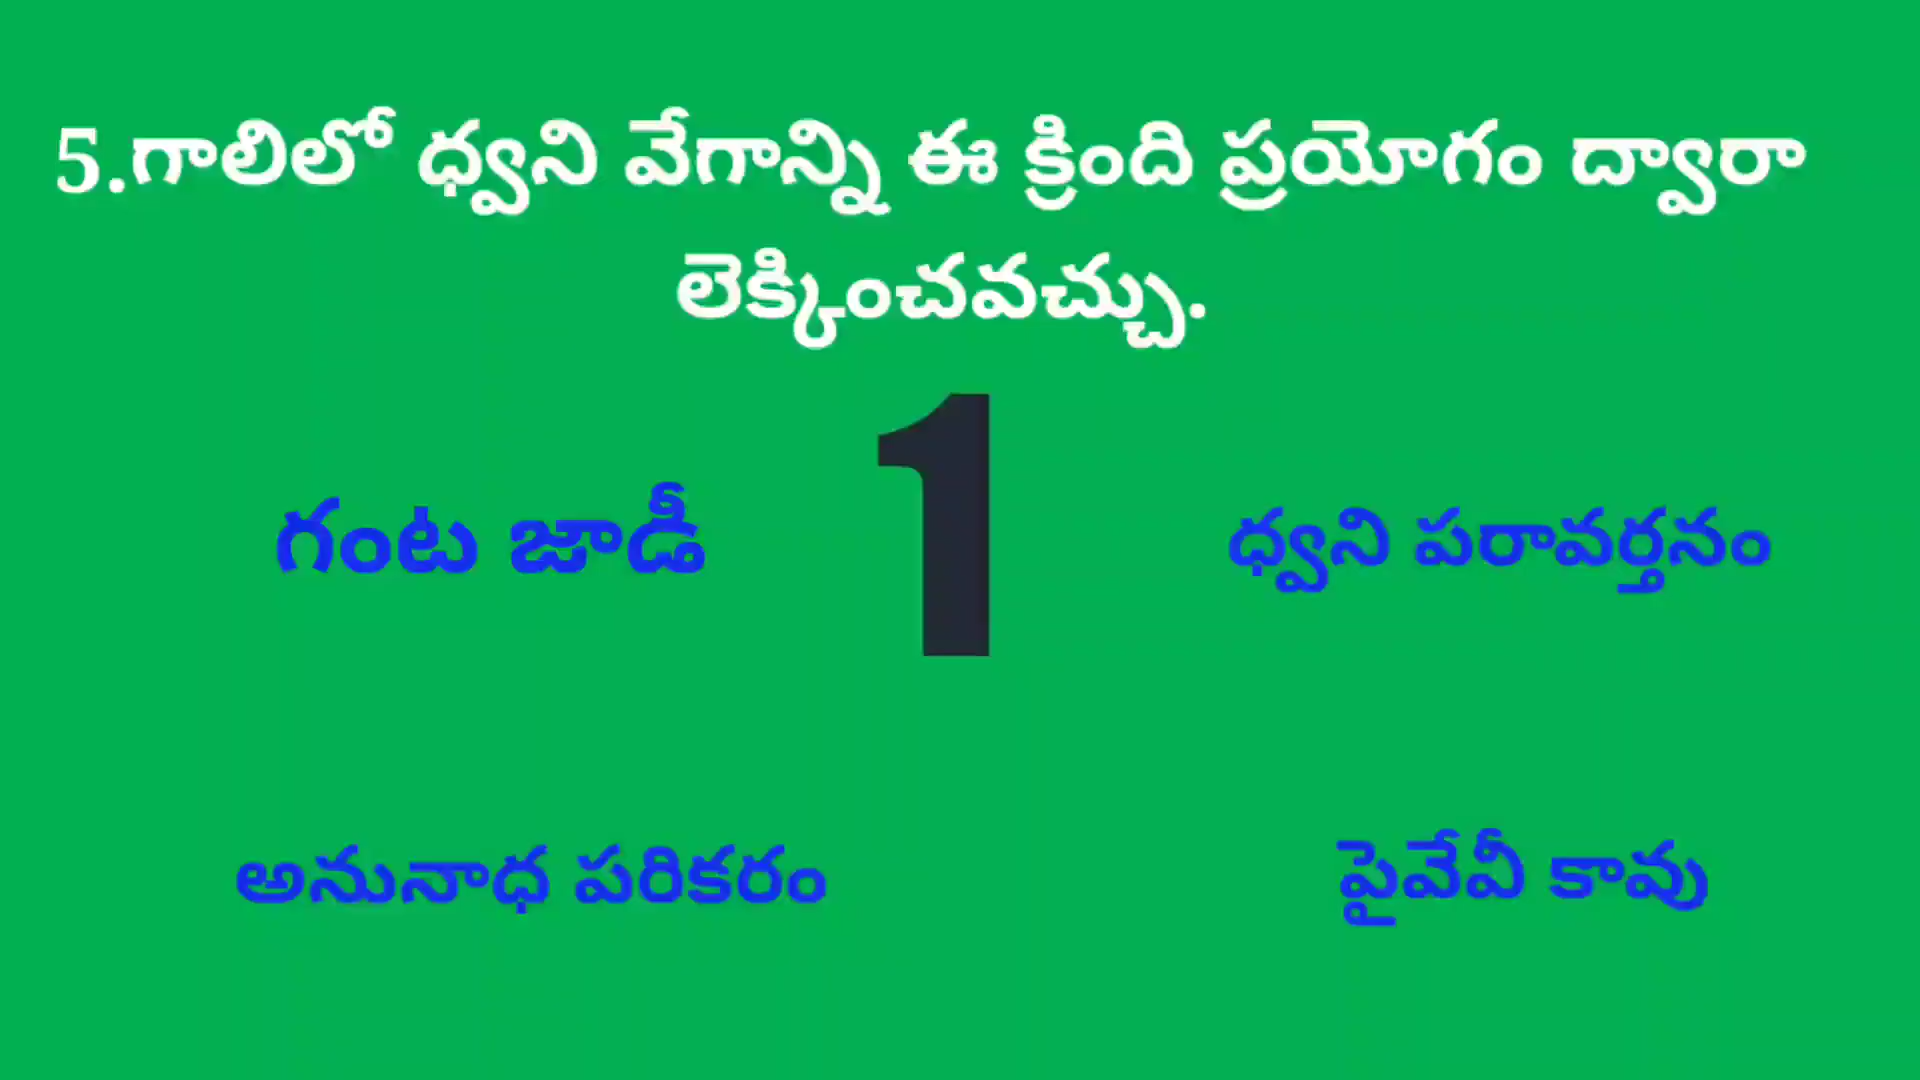 5.గాలిలో ధ్వని వేగాన్ని ఈ క్రింది ప్రయోగం ద్వారా
లెక్కించవచ్చు.
1
గంట జాడీ
ధ్వని పరావర్తనం
అనునాధ పరికరం
పైవేవీ కావు